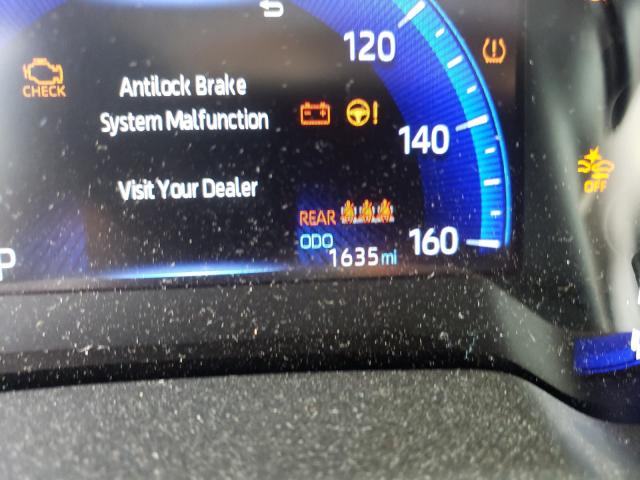 120
CHECK
Antilock Brake
System Malfunction
140
Visit Your Dealer
OFF
REAR
ODO
1635 mi
160
P